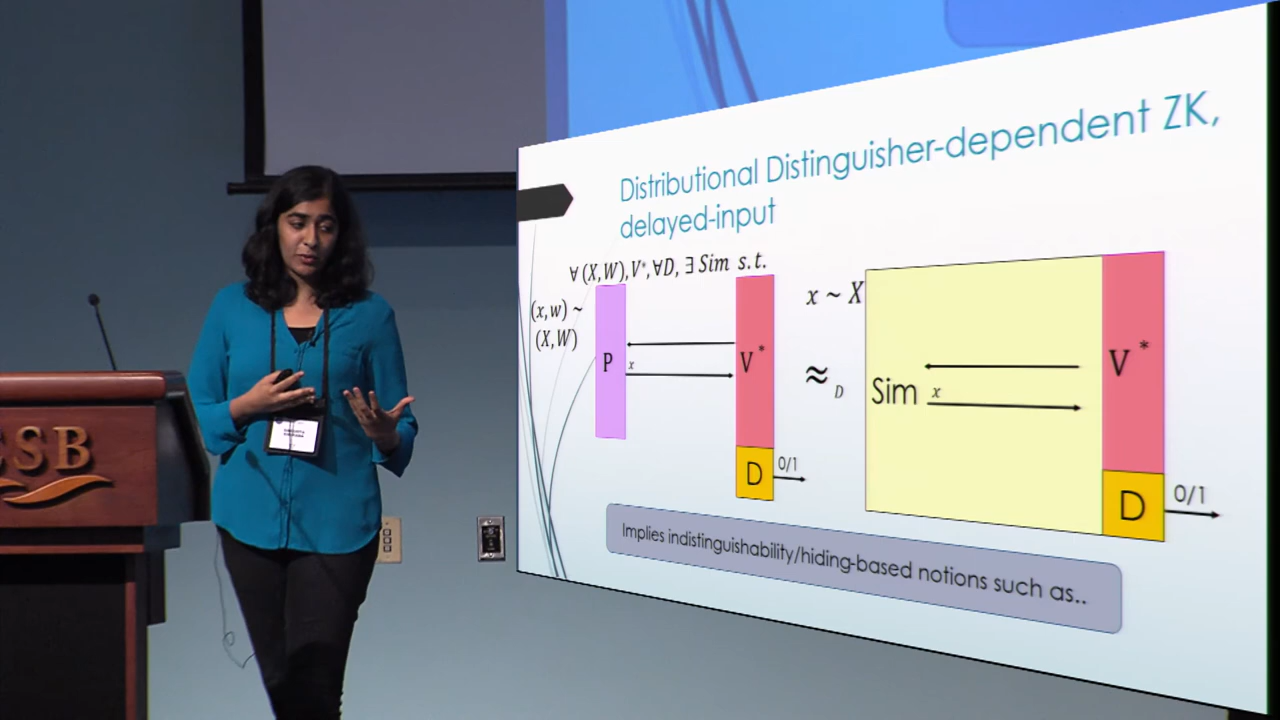 Distributional Distinguisher-dependent ZK,
delayed-input
∀ (X,W),V*,∀D, ∃ Sim s.t.
(x,w) ~
(X,W)
P
x
V*
D
0/1
x ~ X
≈D
Sim
x
V*
D
0/1
Implies indistinguishability/hiding-based notions such as..
CSB